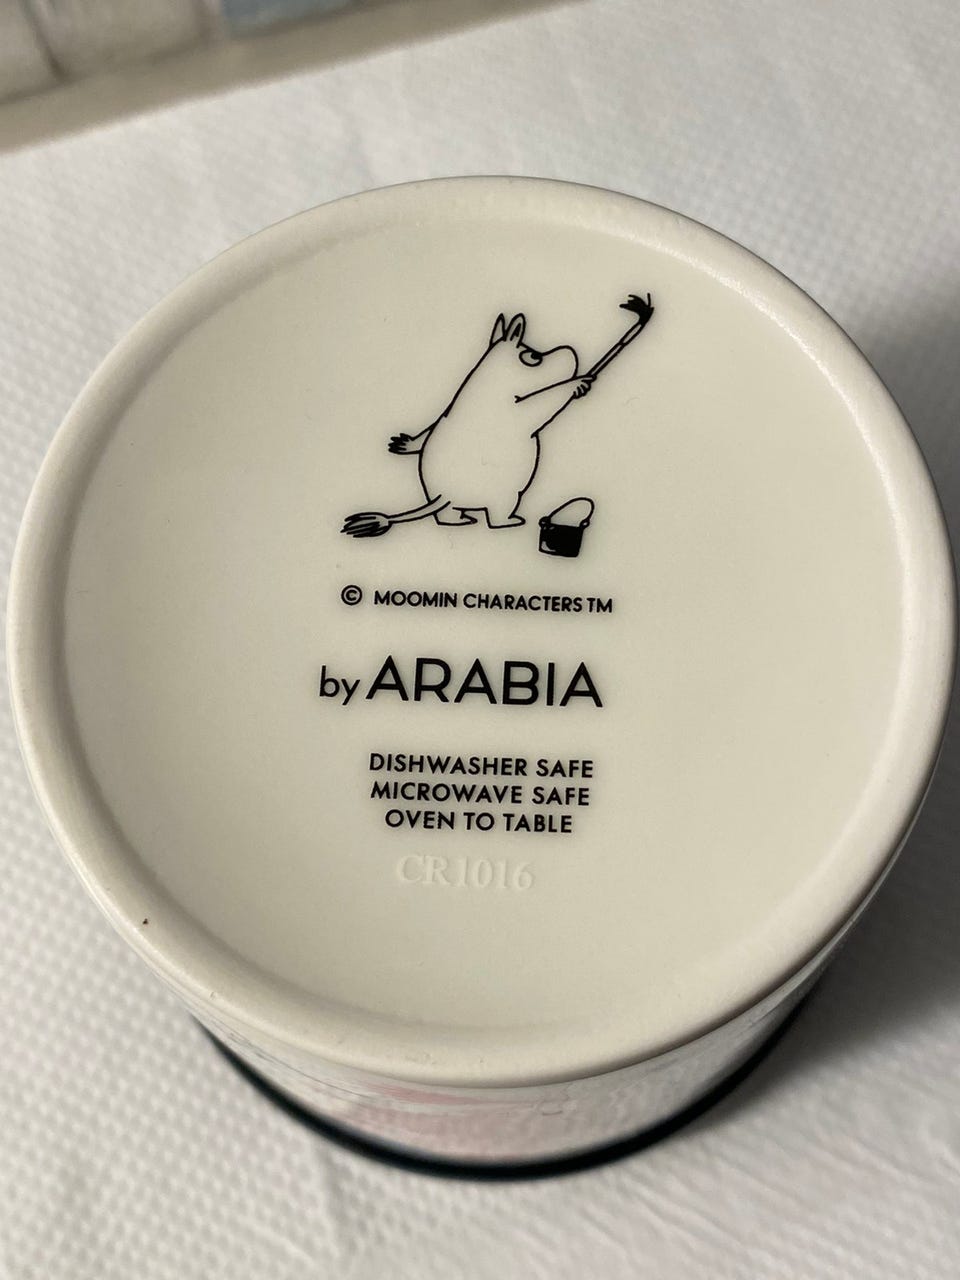 © MOOMIN CHARACTERS TM
by ARABIA
DISHWASHER SAFE
MICROWAVE SAFE
OVEN TO TABLE
CR1016